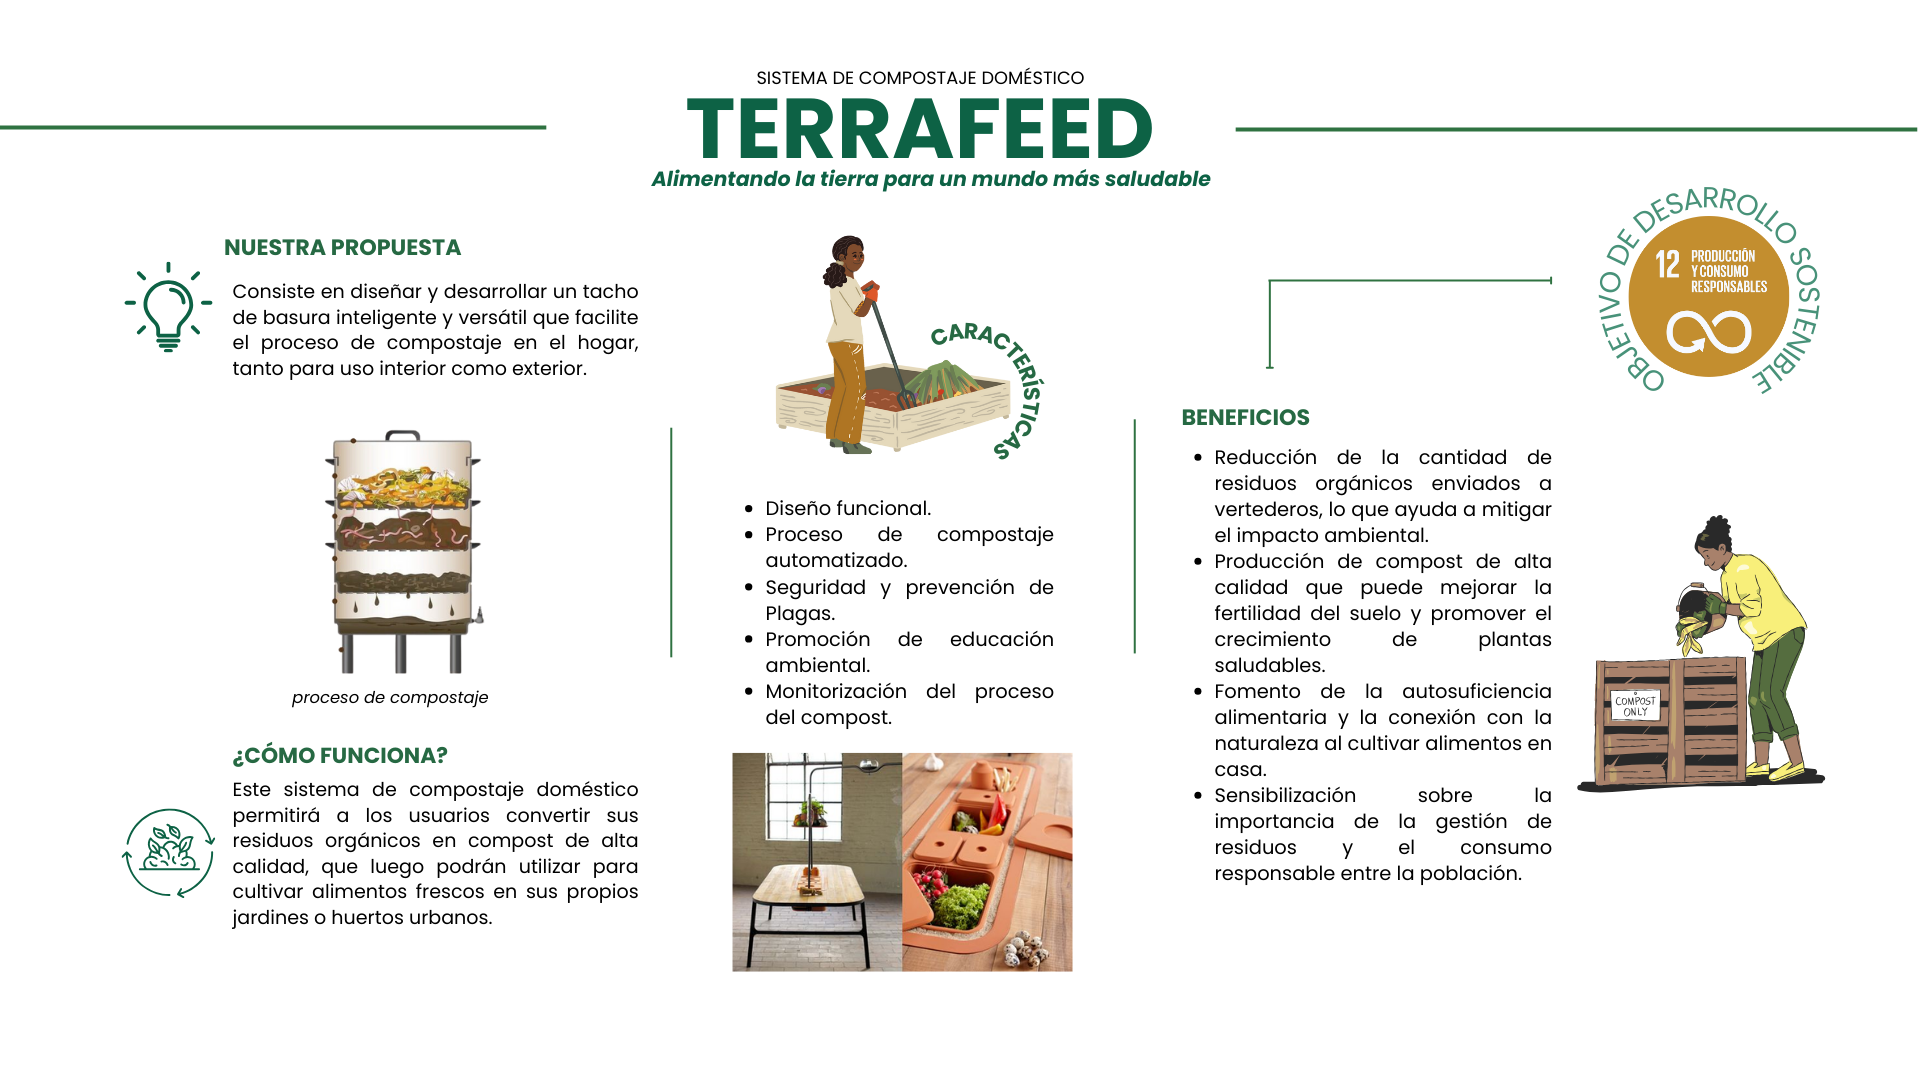 SISTEMA DE COMPOSTAJE DOMÉSTICO
TERRAFEED
Alimentando la tierra para un mundo más saludable
NUESTRA PROPUESTA
Consiste en diseñar y desarrollar un tacho
de basura inteligente y versátil que facilite
el proceso de compostaje en el hogar,
tanto para uso interior como exterior.
proceso de compostaje
¿CÓMO FUNCIONA?
Este sistema de compostaje doméstico
permitirá a los usuarios convertir sus
residuos orgánicos en compost de alta
calidad, que luego podrán utilizar para
cultivar alimentos frescos en sus propios
jardines o huertos urbanos.
CARACTERÍSTICAS
• Diseño funcional.
• Proceso de compostaje
automatizado.
• Seguridad y prevención de
Plagas.
• Promoción de educación
ambiental.
• Monitorización del proceso
del compost.
OBJETIVO DE DESARROLLO SOSTENIBLE
12 PRODUCCIÓN
Y CONSUMO
RESPONSABLES
BENEFICIOS
• Reducción de la cantidad de
residuos orgánicos enviados a
vertederos, lo que ayuda a mitigar
el impacto ambiental.
• Producción de compost de alta
calidad que puede mejorar la
fertilidad del suelo y promover el
crecimiento de plantas
saludables.
• Fomento de la autosuficiencia
alimentaria y la conexión con la
naturaleza al cultivar alimentos en
casa.
• Sensibilización sobre la
importancia de la gestión de
residuos y el consumo
responsable entre la población.
COMPOST
ONLY